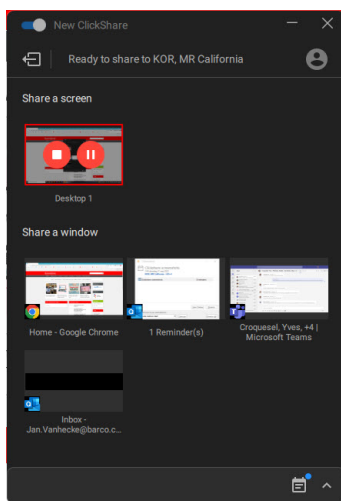 New ClickShare
Ready to share to KOR, MR California
Share a screen
Desktop 1
Share a window
Home - Google Chrome
1 Reminder(s)
Croquesel, Yves, +4 |
Microsoft Teams
Inbox -
Jan.Vanhecke@barco.c...